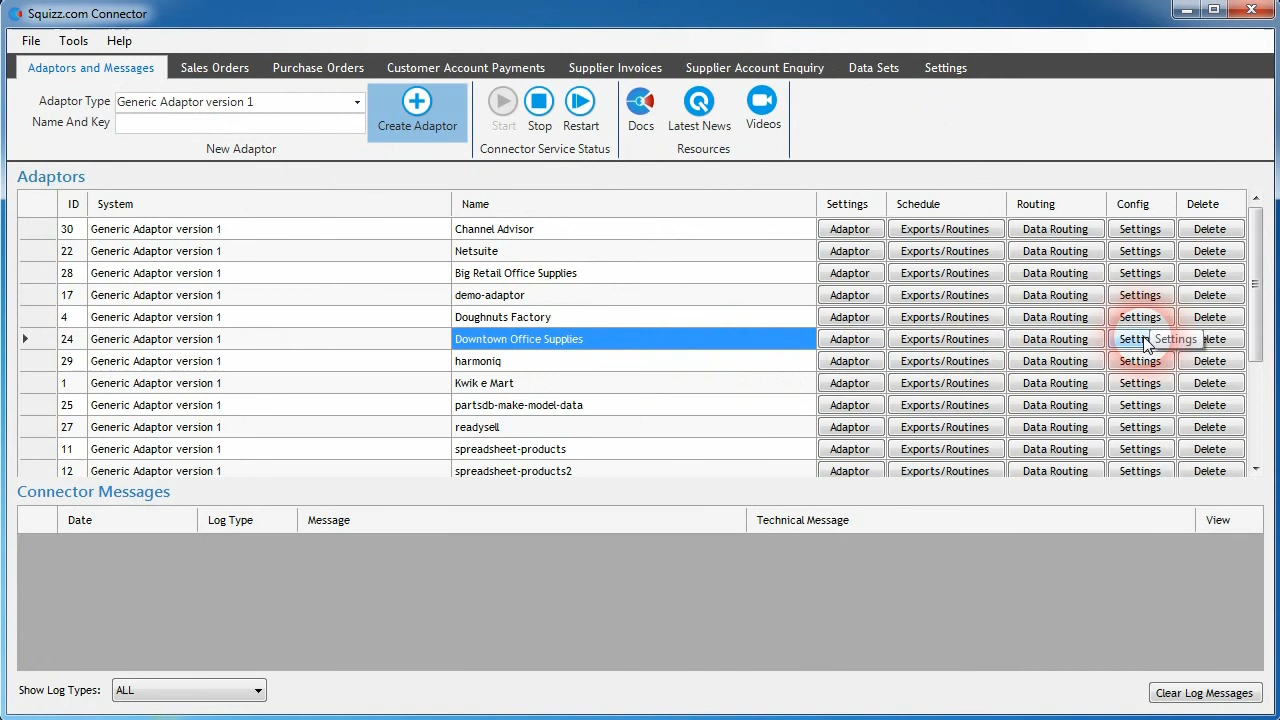 Squizz.com Connector
File Tools Help
Adaptors and Messages Sales Orders Purchase Orders Customer Account Payments Supplier Invoices Supplier Account Enquiry Data Sets Settings
Adaptor Type Generic Adaptor version 1
Name And Key
Create Adaptor Start Stop Restart Docs Latest News Videos
New Adaptor Connector Service Status Resources
Adaptors
ID System Name Settings Schedule Routing Config Delete
30 Generic Adaptor version 1 Channel Advisor Adaptor Exports/Routines Data Routing Settings Delete
22 Generic Adaptor version 1 Netsuite Adaptor Exports/Routines Data Routing Settings Delete
28 Generic Adaptor version 1 Big Retail Office Supplies Adaptor Exports/Routines Data Routing Settings Delete
17 Generic Adaptor version 1 demo-adaptor Adaptor Exports/Routines Data Routing Settings Delete
4 Generic Adaptor version 1 Doughnuts Factory Adaptor Exports/Routines Data Routing Settings Delete
24 Generic Adaptor version 1 Downtown Office Supplies Adaptor Exports/Routines Data Routing Settin Settings lete
29 Generic Adaptor version 1 harmoniq Adaptor Exports/Routines Data Routing Settings Delete
1 Generic Adaptor version 1 Kwik e Mart Adaptor Exports/Routines Data Routing Settings Delete
25 Generic Adaptor version 1 partsdb-make-model-data Adaptor Exports/Routines Data Routing Settings Delete
27 Generic Adaptor version 1 readysell Adaptor Exports/Routines Data Routing Settings Delete
11 Generic Adaptor version 1 spreadsheet-products Adaptor Exports/Routines Data Routing Settings Delete
12 Generic Adaptor version 1 spreadsheet-products2 Adaptor Exports/Routines Data Routing Settings Delete
Connector Messages
Date Log Type Message Technical Message View
Show Log Types: ALL Clear Log Messages